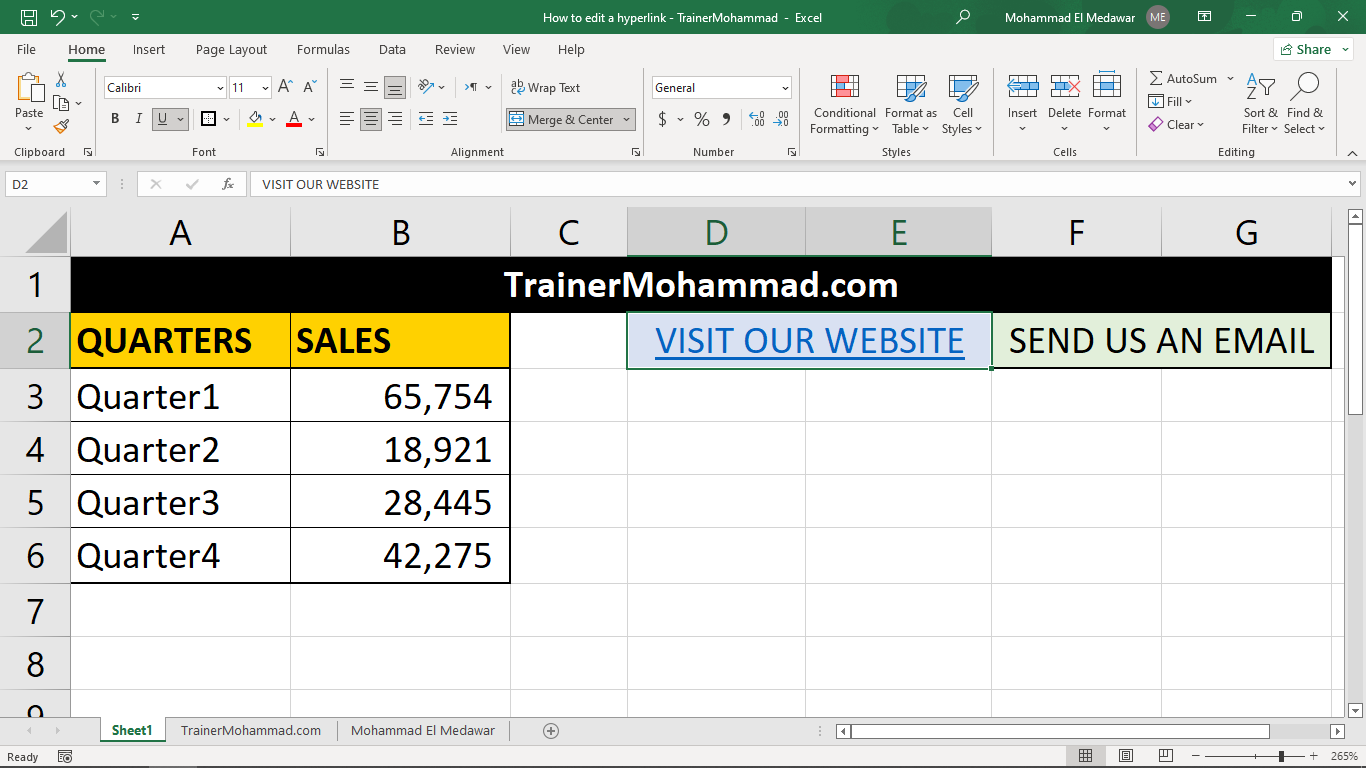 How to edit a hyperlink - TrainerMohammad - Excel
Mohammad El Medawar ME
File Home Insert Page Layout Formulas Data Review View Help
Share
Paste
Clipboard
Calibri 11
B I U
Font
Wrap Text
Merge & Center
Alignment
General
$ % 9
Number
Conditional Formatting
Format as Table
Cell Styles
Styles
Insert Delete Format
Cells
AutoSum
Fill
Clear
Sort & Filter
Find & Select
Editing
D2 fx VISIT OUR WEBSITE
A B C D E F G
1 TrainerMohammad.com
2 QUARTERS SALES VISIT OUR WEBSITE SEND US AN EMAIL
3 Quarter1 65,754
4 Quarter2 18,921
5 Quarter3 28,445
6 Quarter4 42,275
7
8
9
Sheet1 TrainerMohammad.com Mohammad El Medawar
Ready
265%